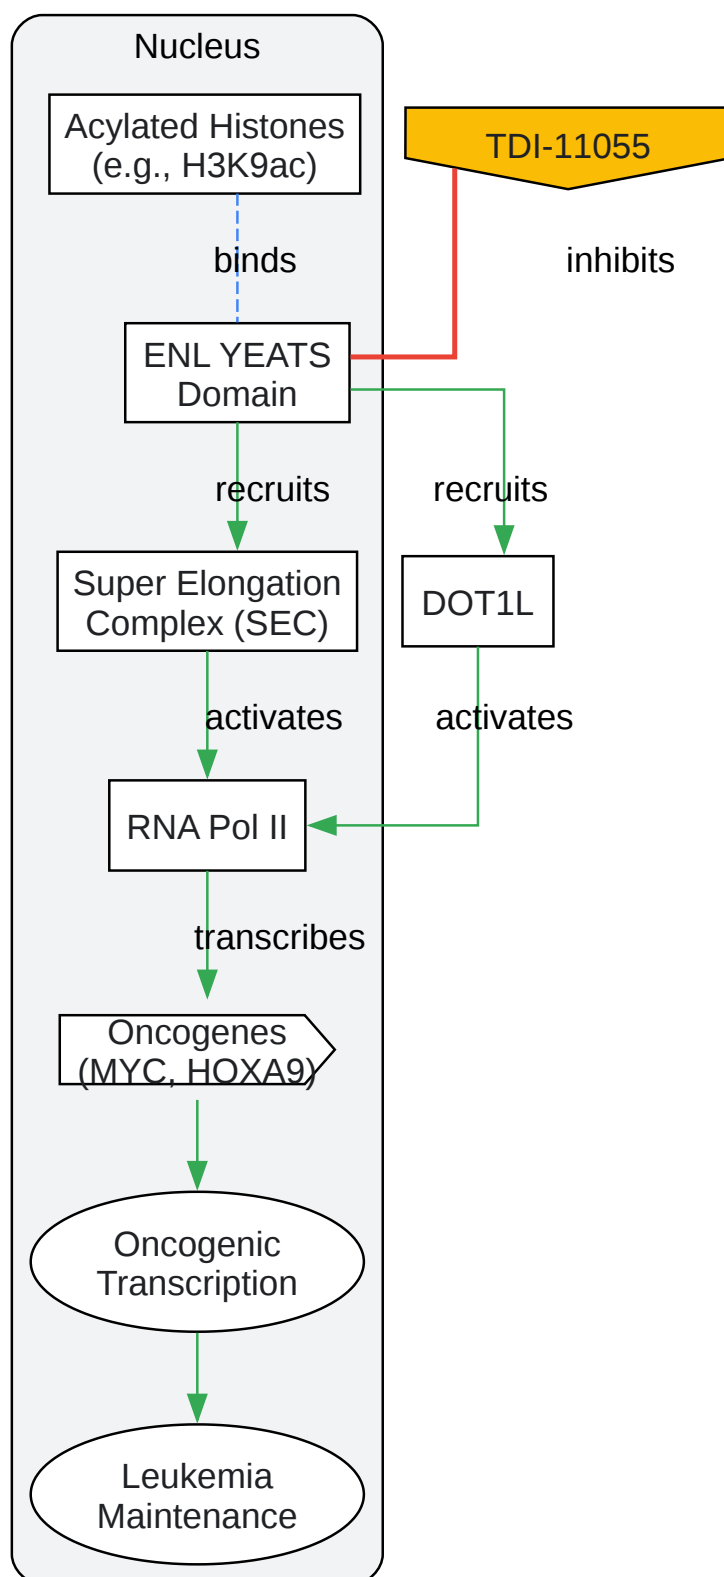 Nucleus
Acylated Histones
(e.g., H3K9ac)
TDI-11055
binds
inhibits
ENL YEATS
Domain
recruits
recruits
Super Elongation
Complex (SEC)
DOT1L
activates
activates
RNA Pol II
transcribes
Oncogenes
(MYC, HOXA9)
Oncogenic
Transcription
Leukemia
Maintenance